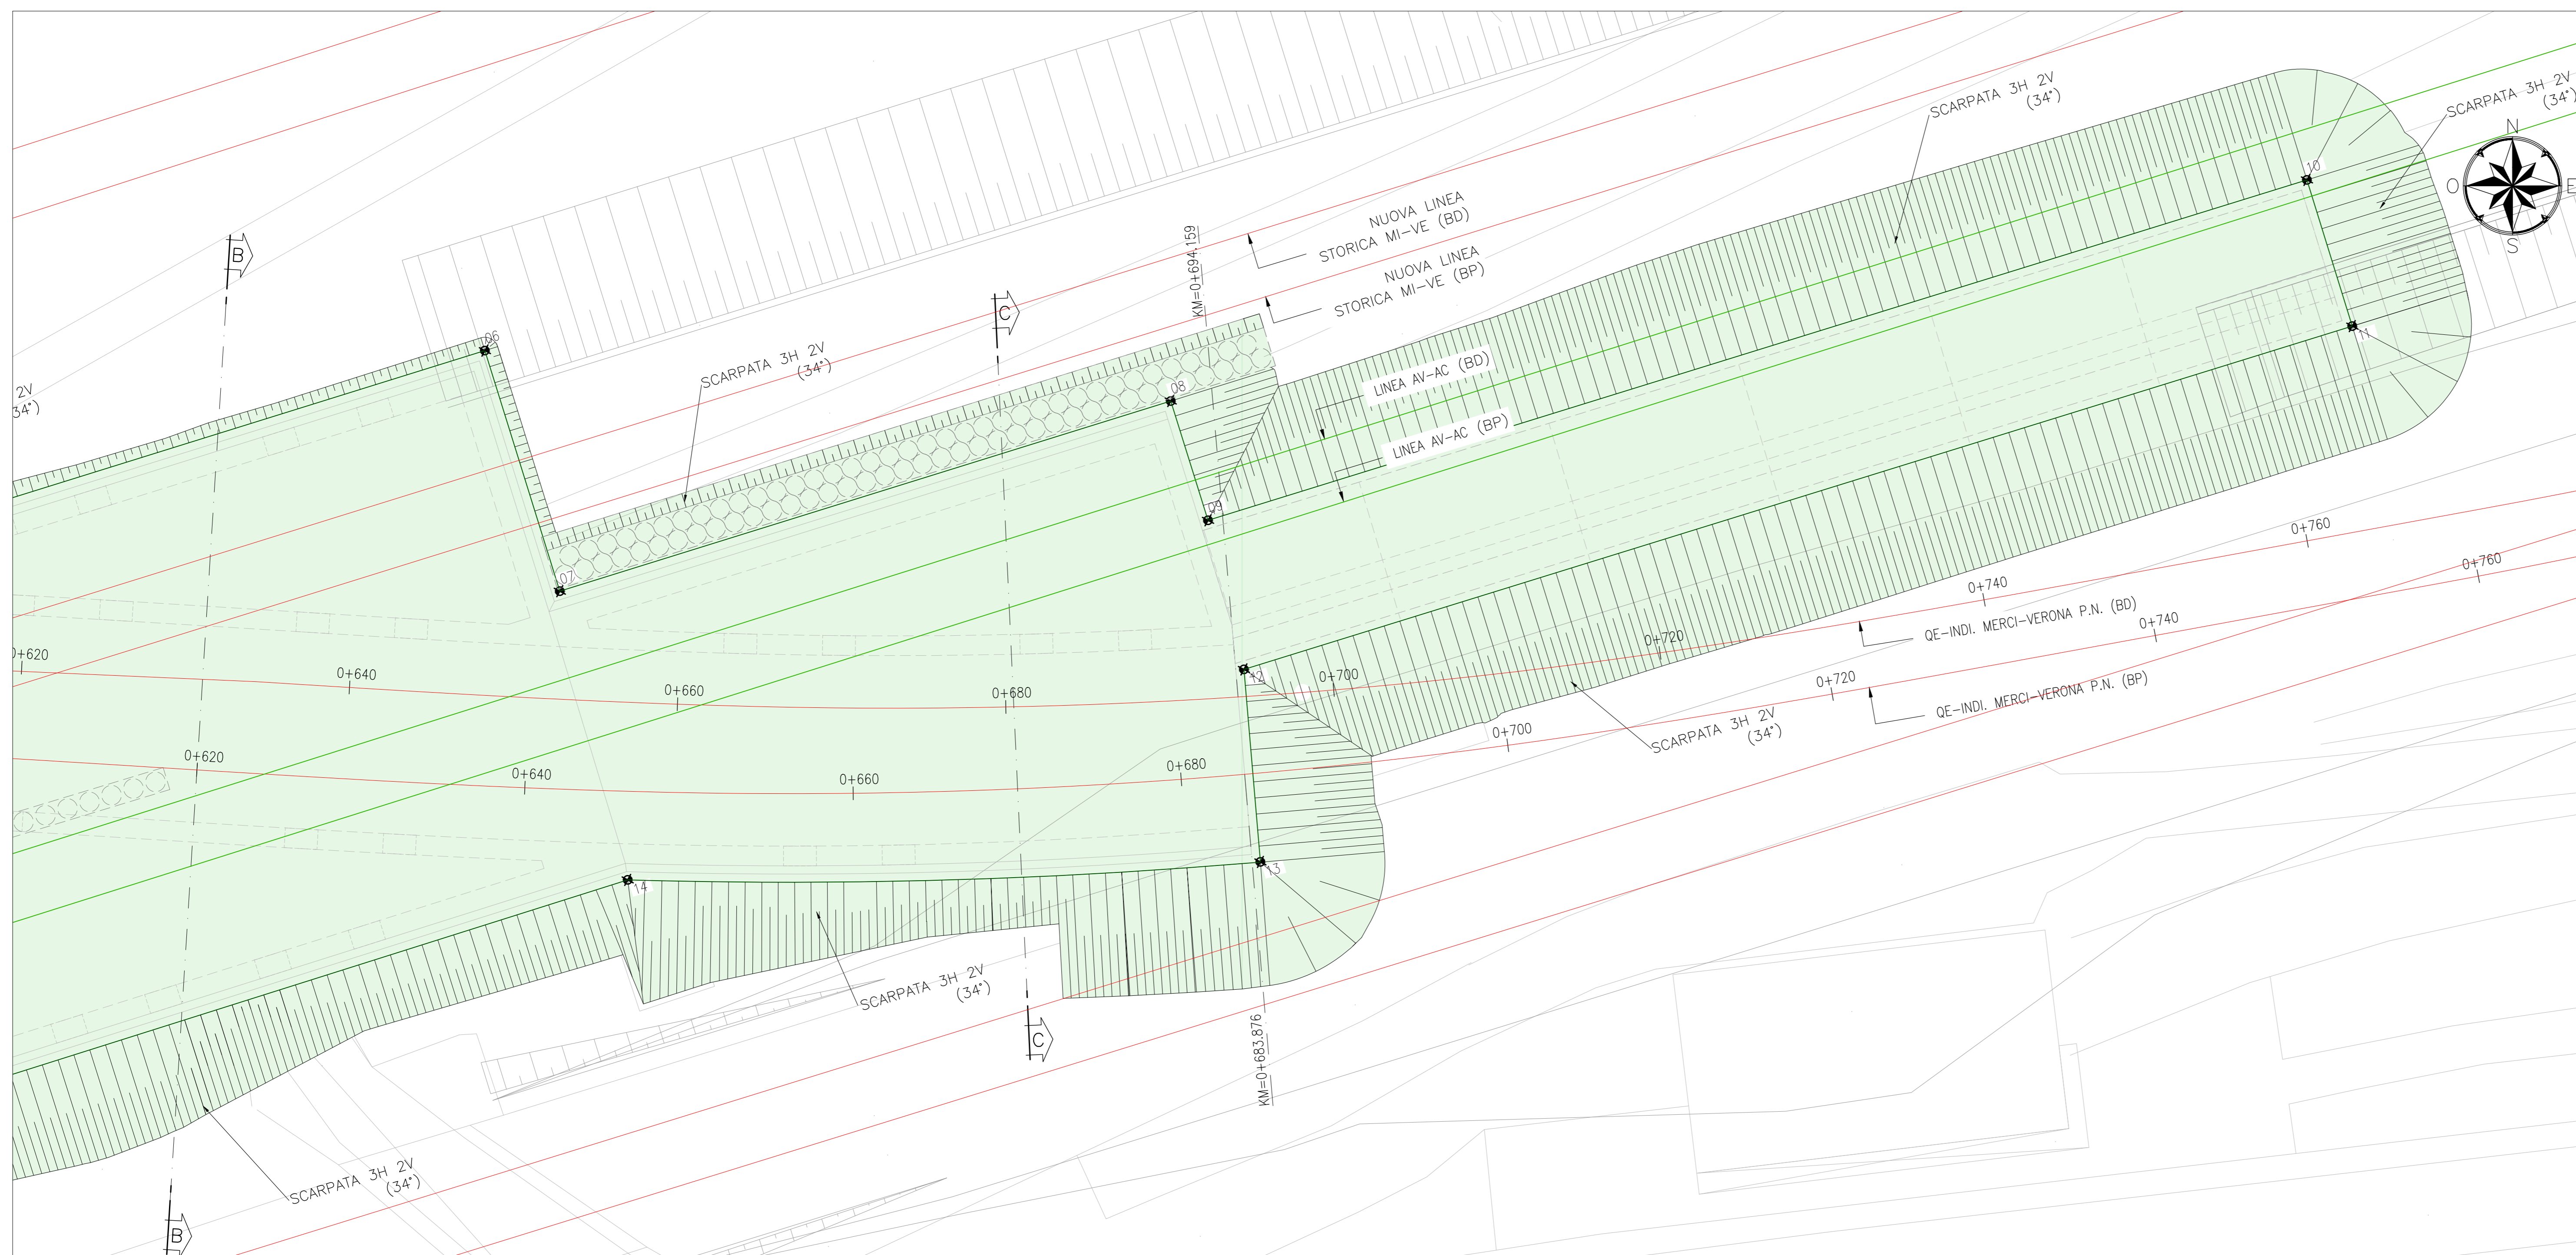 SCARPATA 3H 2V
(34°)
SCARPATA 3H 2V
(34°)
N
O
E
S
10
11
NUOVA LINEA
STORICA MI-VE (BD)
NUOVA LINEA
STORICA MI-VE (BP)
KM=0+694.159
B
C
06
2V
34°)
SCARPATA 3H 2V
(34°)
08
LINEA AV-AC (BD)
LINEA AV-AC (BP)
09
07
0+620
0+640
0+660
0+680
0+700
0+720
0+740
0+760
12
QE-INDI. MERCI-VERONA P.N. (BD)
0+620
0+640
0+660
0+680
0+700
0+720
0+740
0+760
QE-INDI. MERCI-VERONA P.N. (BP)
SCARPATA 3H 2V
(34°)
13
14
SCARPATA 3H 2V
(34°)
C
KM=0+683.876
SCARPATA 3H 2V
(34°)
B